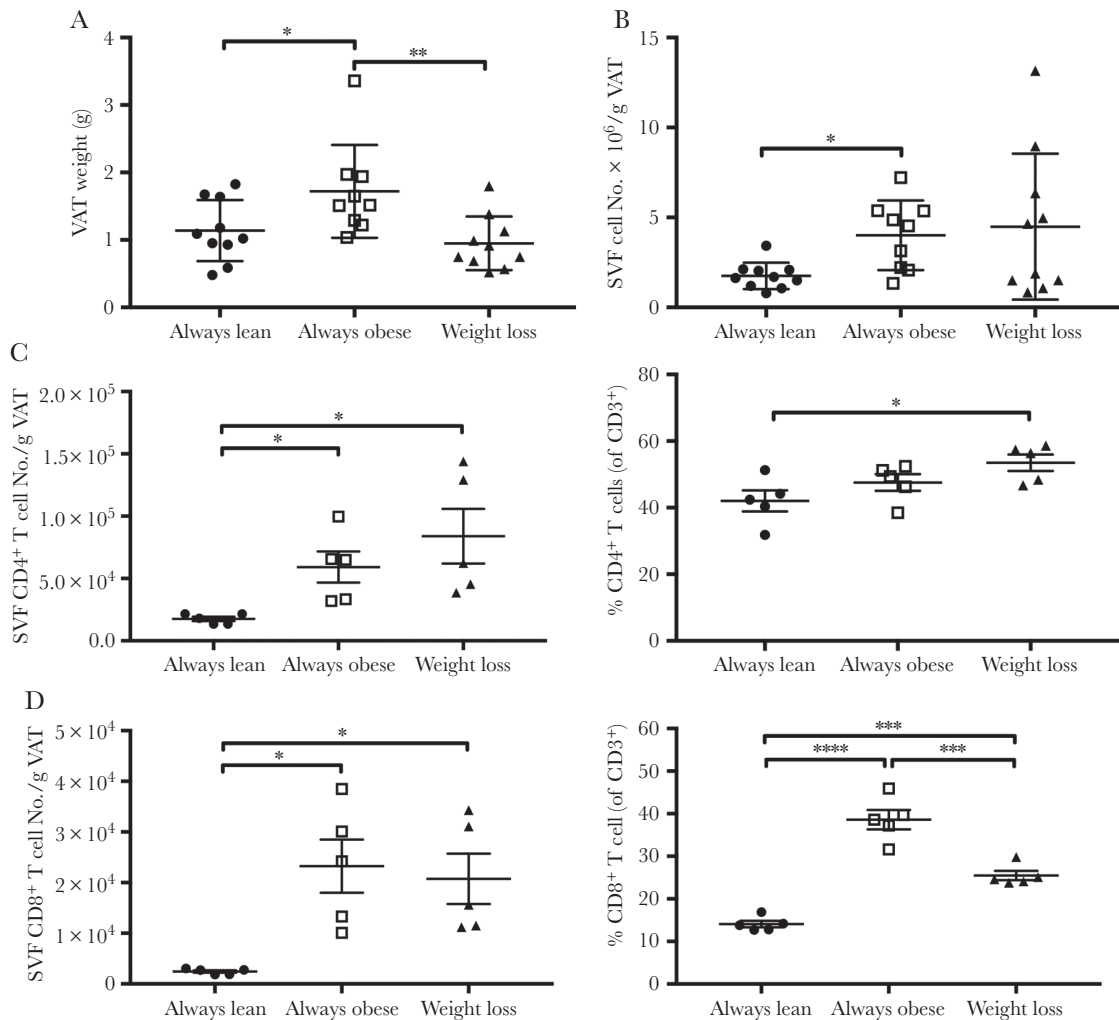 A
VAT weight (g)
4
3
2
1
0
*
**
Always lean
Always obese
Weight loss
B
SVF cell No. × 10⁶/g VAT
15
10
5
0
*
Always lean
Always obese
Weight loss
C
SVF CD4⁺ T cell No./g VAT
2.0 × 10⁵
1.5 × 10⁵
1.0 × 10⁵
5.0 × 10⁴
0.0
*
*
Always lean
Always obese
Weight loss
% CD4⁺ T cells (of CD3⁺)
80
60
40
20
0
*
Always lean
Always obese
Weight loss
D
SVF CD8⁺ T cell No./g VAT
5 × 10⁴
4 × 10⁴
3 × 10⁴
2 × 10⁴
1 × 10⁴
0
*
*
Always lean
Always obese
Weight loss
% CD8⁺ T cell (of CD3⁺)
60
50
40
30
20
10
0
***
****
***
Always lean
Always obese
Weight loss